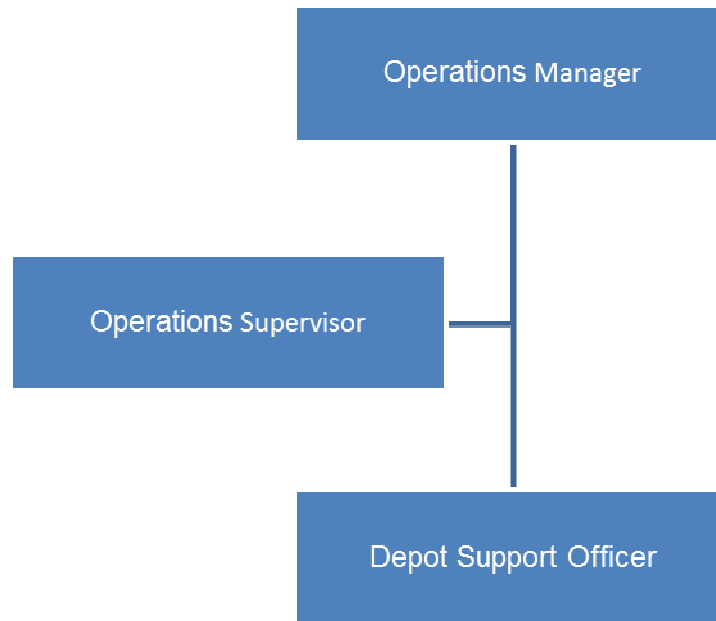 Operations Manager
Operations Supervisor
Depot Support Officer